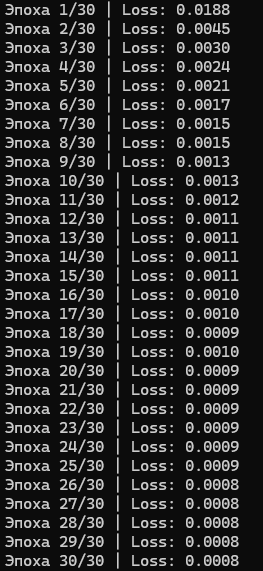 Эпоха 1/30 | Loss: 0.0188
Эпоха 2/30 | Loss: 0.0045
Эпоха 3/30 | Loss: 0.0030
Эпоха 4/30 | Loss: 0.0024
Эпоха 5/30 | Loss: 0.0021
Эпоха 6/30 | Loss: 0.0017
Эпоха 7/30 | Loss: 0.0015
Эпоха 8/30 | Loss: 0.0015
Эпоха 9/30 | Loss: 0.0013
Эпоха 10/30 | Loss: 0.0013
Эпоха 11/30 | Loss: 0.0012
Эпоха 12/30 | Loss: 0.0011
Эпоха 13/30 | Loss: 0.0011
Эпоха 14/30 | Loss: 0.0011
Эпоха 15/30 | Loss: 0.0011
Эпоха 16/30 | Loss: 0.0010
Эпоха 17/30 | Loss: 0.0010
Эпоха 18/30 | Loss: 0.0009
Эпоха 19/30 | Loss: 0.0010
Эпоха 20/30 | Loss: 0.0009
Эпоха 21/30 | Loss: 0.0009
Эпоха 22/30 | Loss: 0.0009
Эпоха 23/30 | Loss: 0.0009
Эпоха 24/30 | Loss: 0.0009
Эпоха 25/30 | Loss: 0.0009
Эпоха 26/30 | Loss: 0.0008
Эпоха 27/30 | Loss: 0.0008
Эпоха 28/30 | Loss: 0.0008
Эпоха 29/30 | Loss: 0.0008
Эпоха 30/30 | Loss: 0.0008